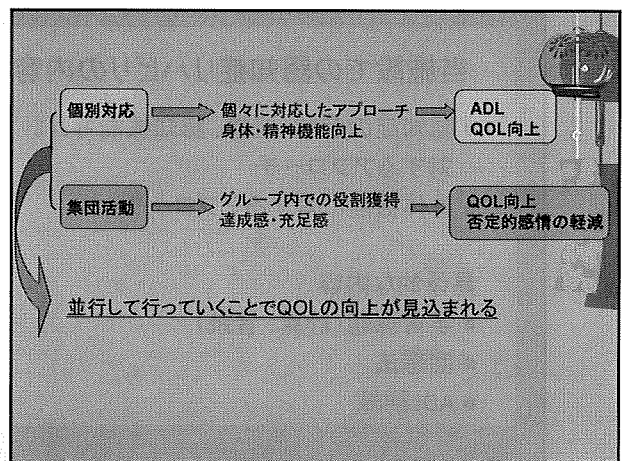 個別対応
個々に対応したアプローチ
身体・精神機能向上
ADL
QOL向上
集団活動
グループ内での役割獲得
達成感・充足感
QOL向上
否定的感情の軽減
並行して行っていくことでQOLの向上が見込まれる